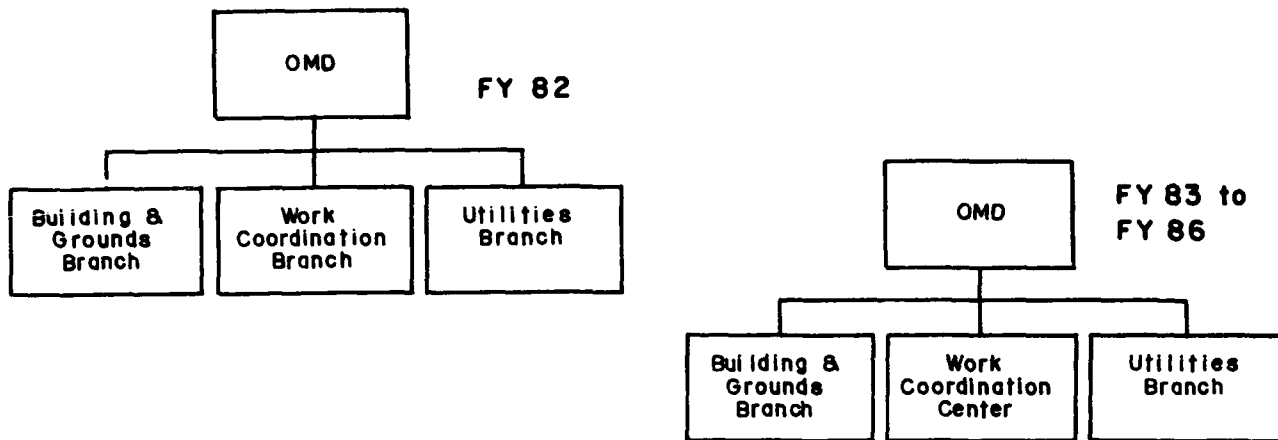 OMD
FY 82
Building &
Grounds
Branch
Work
Coordination
Branch
Utilities
Branch
OMD
FY 83 to
FY 86
Building &
Grounds
Branch
Work
Coordination
Center
Utilities
Branch